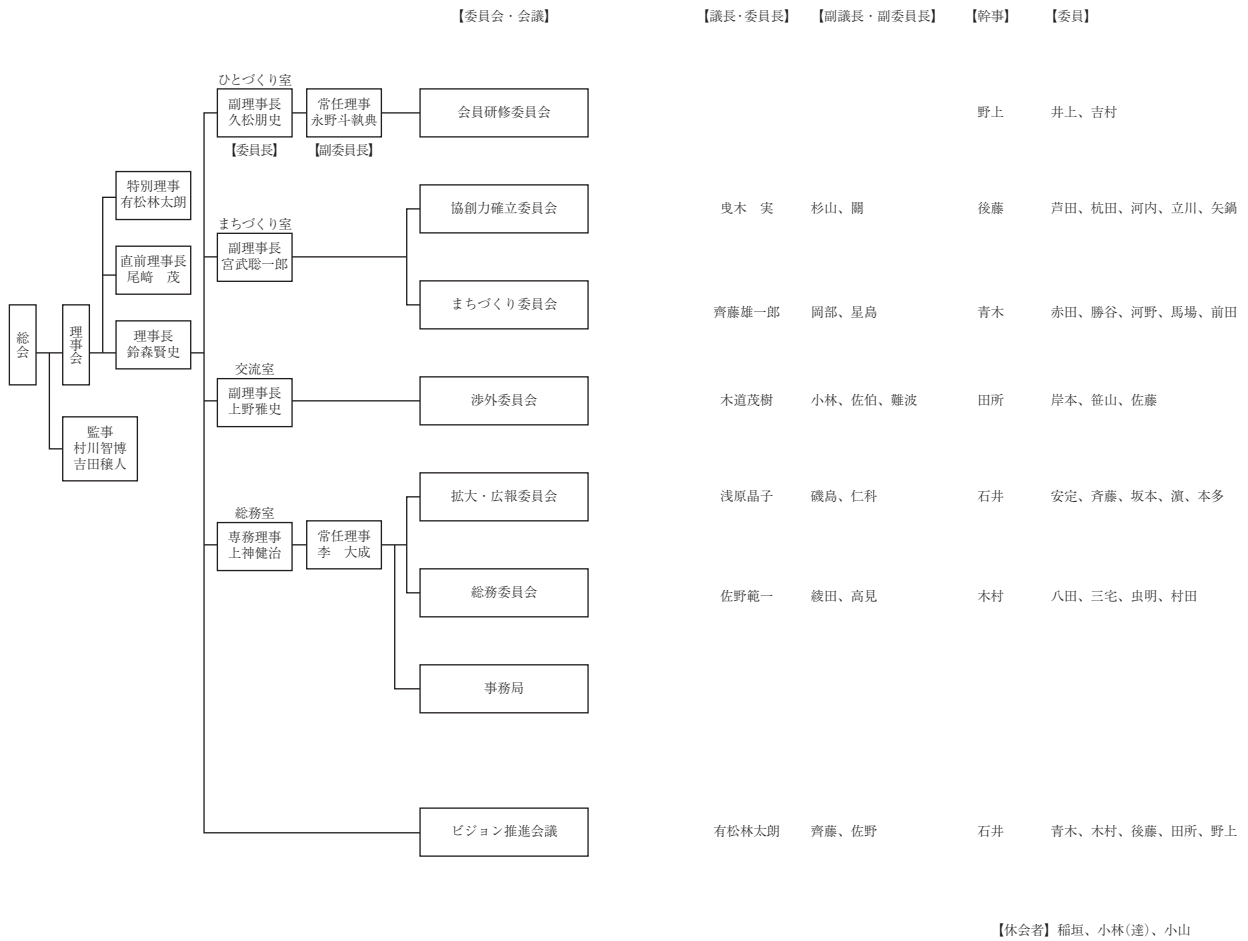 【委員会・会議】
【議長・委員長】
【副議長・副委員長】
【幹事】
【委員】
総会
理事会
監事
村川智博
吉田穣人
特別理事
有松林太朗
直前理事長
尾﨑　茂
理事長
鈴森賢史
ひとづくり室
副理事長
久松朋史
【委員長】
常任理事
永野斗執典
【副委員長】
会員研修委員会
野上
井上、吉村
まちづくり室
副理事長
宮武聡一郎
協創力確立委員会
曳木　実
杉山、關
後藤
芦田、杭田、河内、立川、矢鍋
まちづくり委員会
齊藤雄一郎
岡部、星島
青木
赤田、勝谷、河野、馬場、前田
交流室
副理事長
上野雅史
渉外委員会
木道茂樹
小林、佐伯、難波
田所
岸本、笹山、佐藤
総務室
専務理事
上神健治
常任理事
李　大成
拡大・広報委員会
浅原晶子
磯島、仁科
石井
安定、斉藤、坂本、濵、本多
総務委員会
佐野範一
綾田、高見
木村
八田、三宅、虫明、村田
事務局
ビジョン推進会議
有松林太朗
齊藤、佐野
石井
青木、木村、後藤、田所、野上
【休会者】稲垣、小林（達）、小山